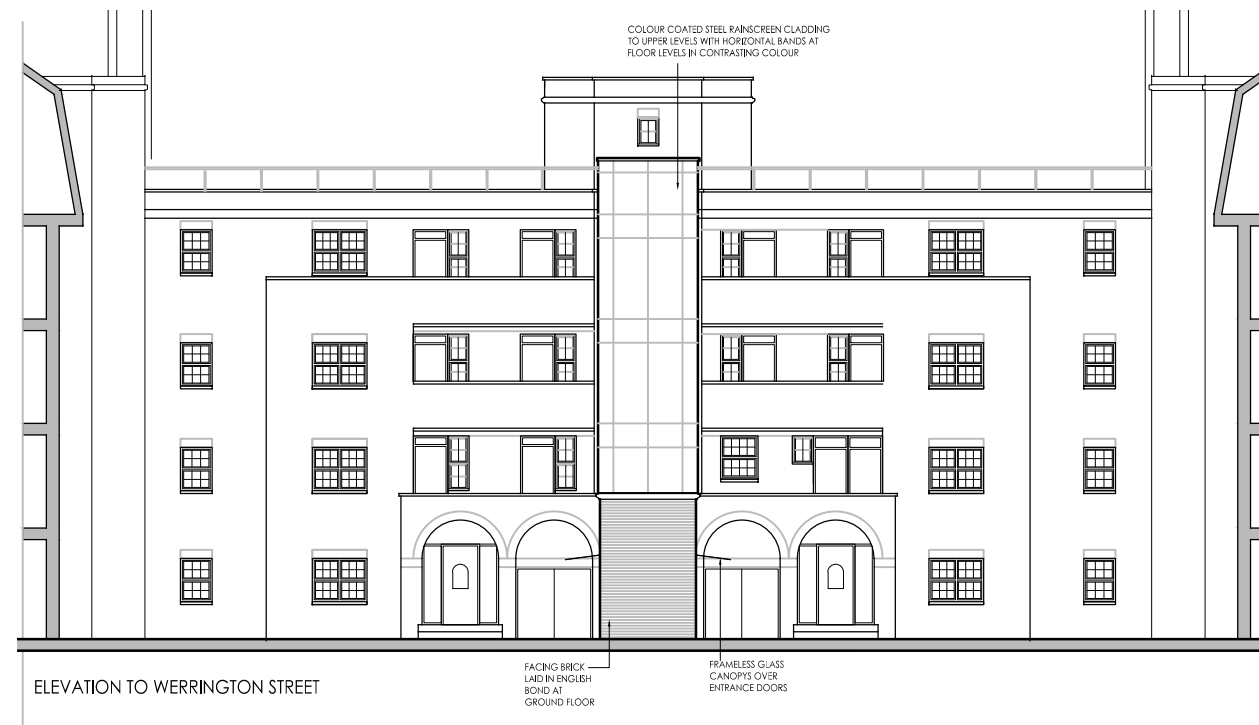 COLOUR COATED STEEL RAINSCREEN CLADDING
TO UPPER LEVELS WITH HORIZONTAL BANDS AT
FLOOR LEVELS IN CONTRASTING COLOUR
FACING BRICK
LAID IN ENGLISH
BOND AT
GROUND FLOOR
FRAMELESS GLASS
CANOPYS OVER
ENTRANCE DOORS
ELEVATION TO WERRINGTON STREET